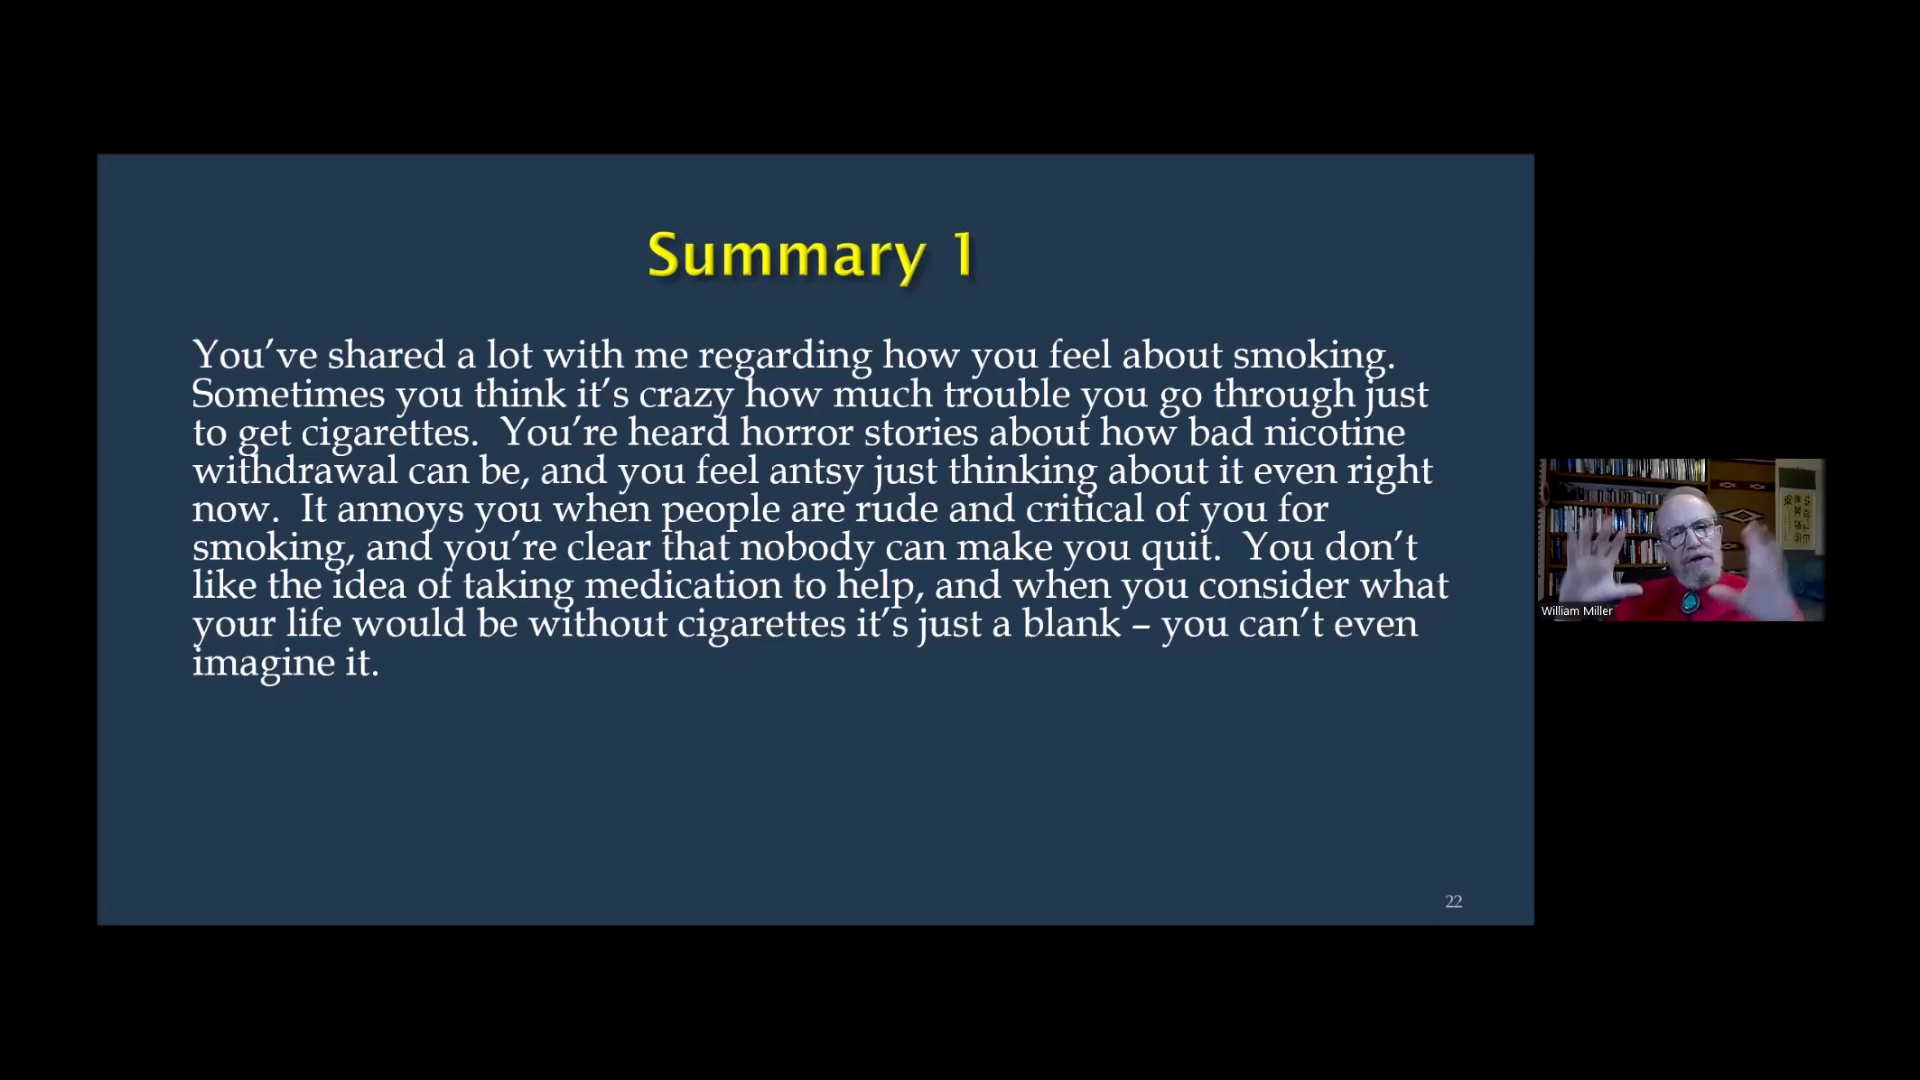 Summary 1
You’ve shared a lot with me regarding how you feel about smoking.
Sometimes you think it’s crazy how much trouble you go through just
to get cigarettes.  You’re heard horror stories about how bad nicotine
withdrawal can be, and you feel antsy just thinking about it even right
now.  It annoys you when people are rude and critical of you for
smoking, and you’re clear that nobody can make you quit.  You don’t
like the idea of taking medication to help, and when you consider what
your life would be without cigarettes it’s just a blank – you can’t even
imagine it.
22
William Miller